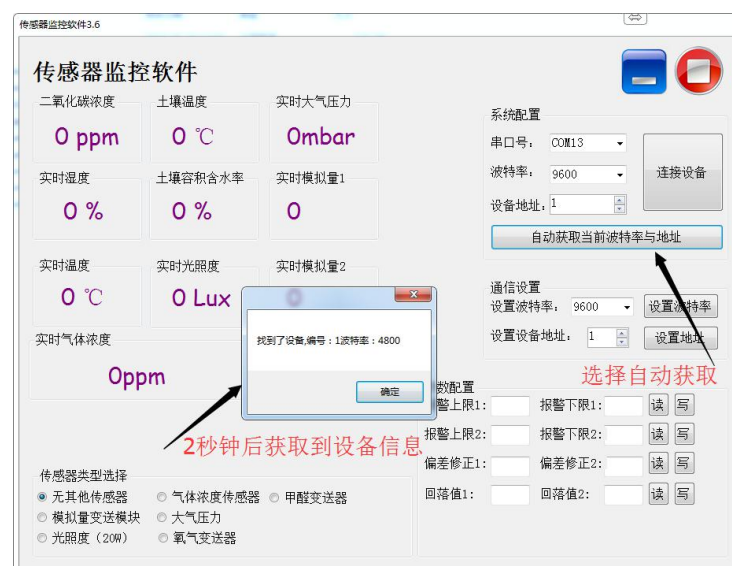 传感器监控软件3.6
传感器监控软件
二氧化碳浓度
0 ppm
土壤温度
0 ℃
实时大气压力
0mbar
实时湿度
0 %
土壤容积含水率
0 %
实时模拟量1
0
实时温度
0 ℃
实时光照度
0 Lux
实时模拟量2
0
实时气体浓度
0ppm
系统配置
串口号: COM13
波特率: 9600
设备地址: 1
连接设备
自动获取当前波特率与地址
通信设置
设置波特率: 9600 设置波特率
设置设备地址: 1 设置地址
选择自动获取
找到了设备,编号：1波特率：4800
确定
2秒钟后获取到设备信息
数配置
警上限1: 报警下限1: 读 写
报警上限2: 报警下限2: 读 写
偏差修正1: 偏差修正2: 读 写
回落值1: 回落值2: 读 写
传感器类型选择
无其他传感器 气体浓度传感器 甲醛变送器
模拟量变送模块 大气压力
光照度（20W） 氧气变送器